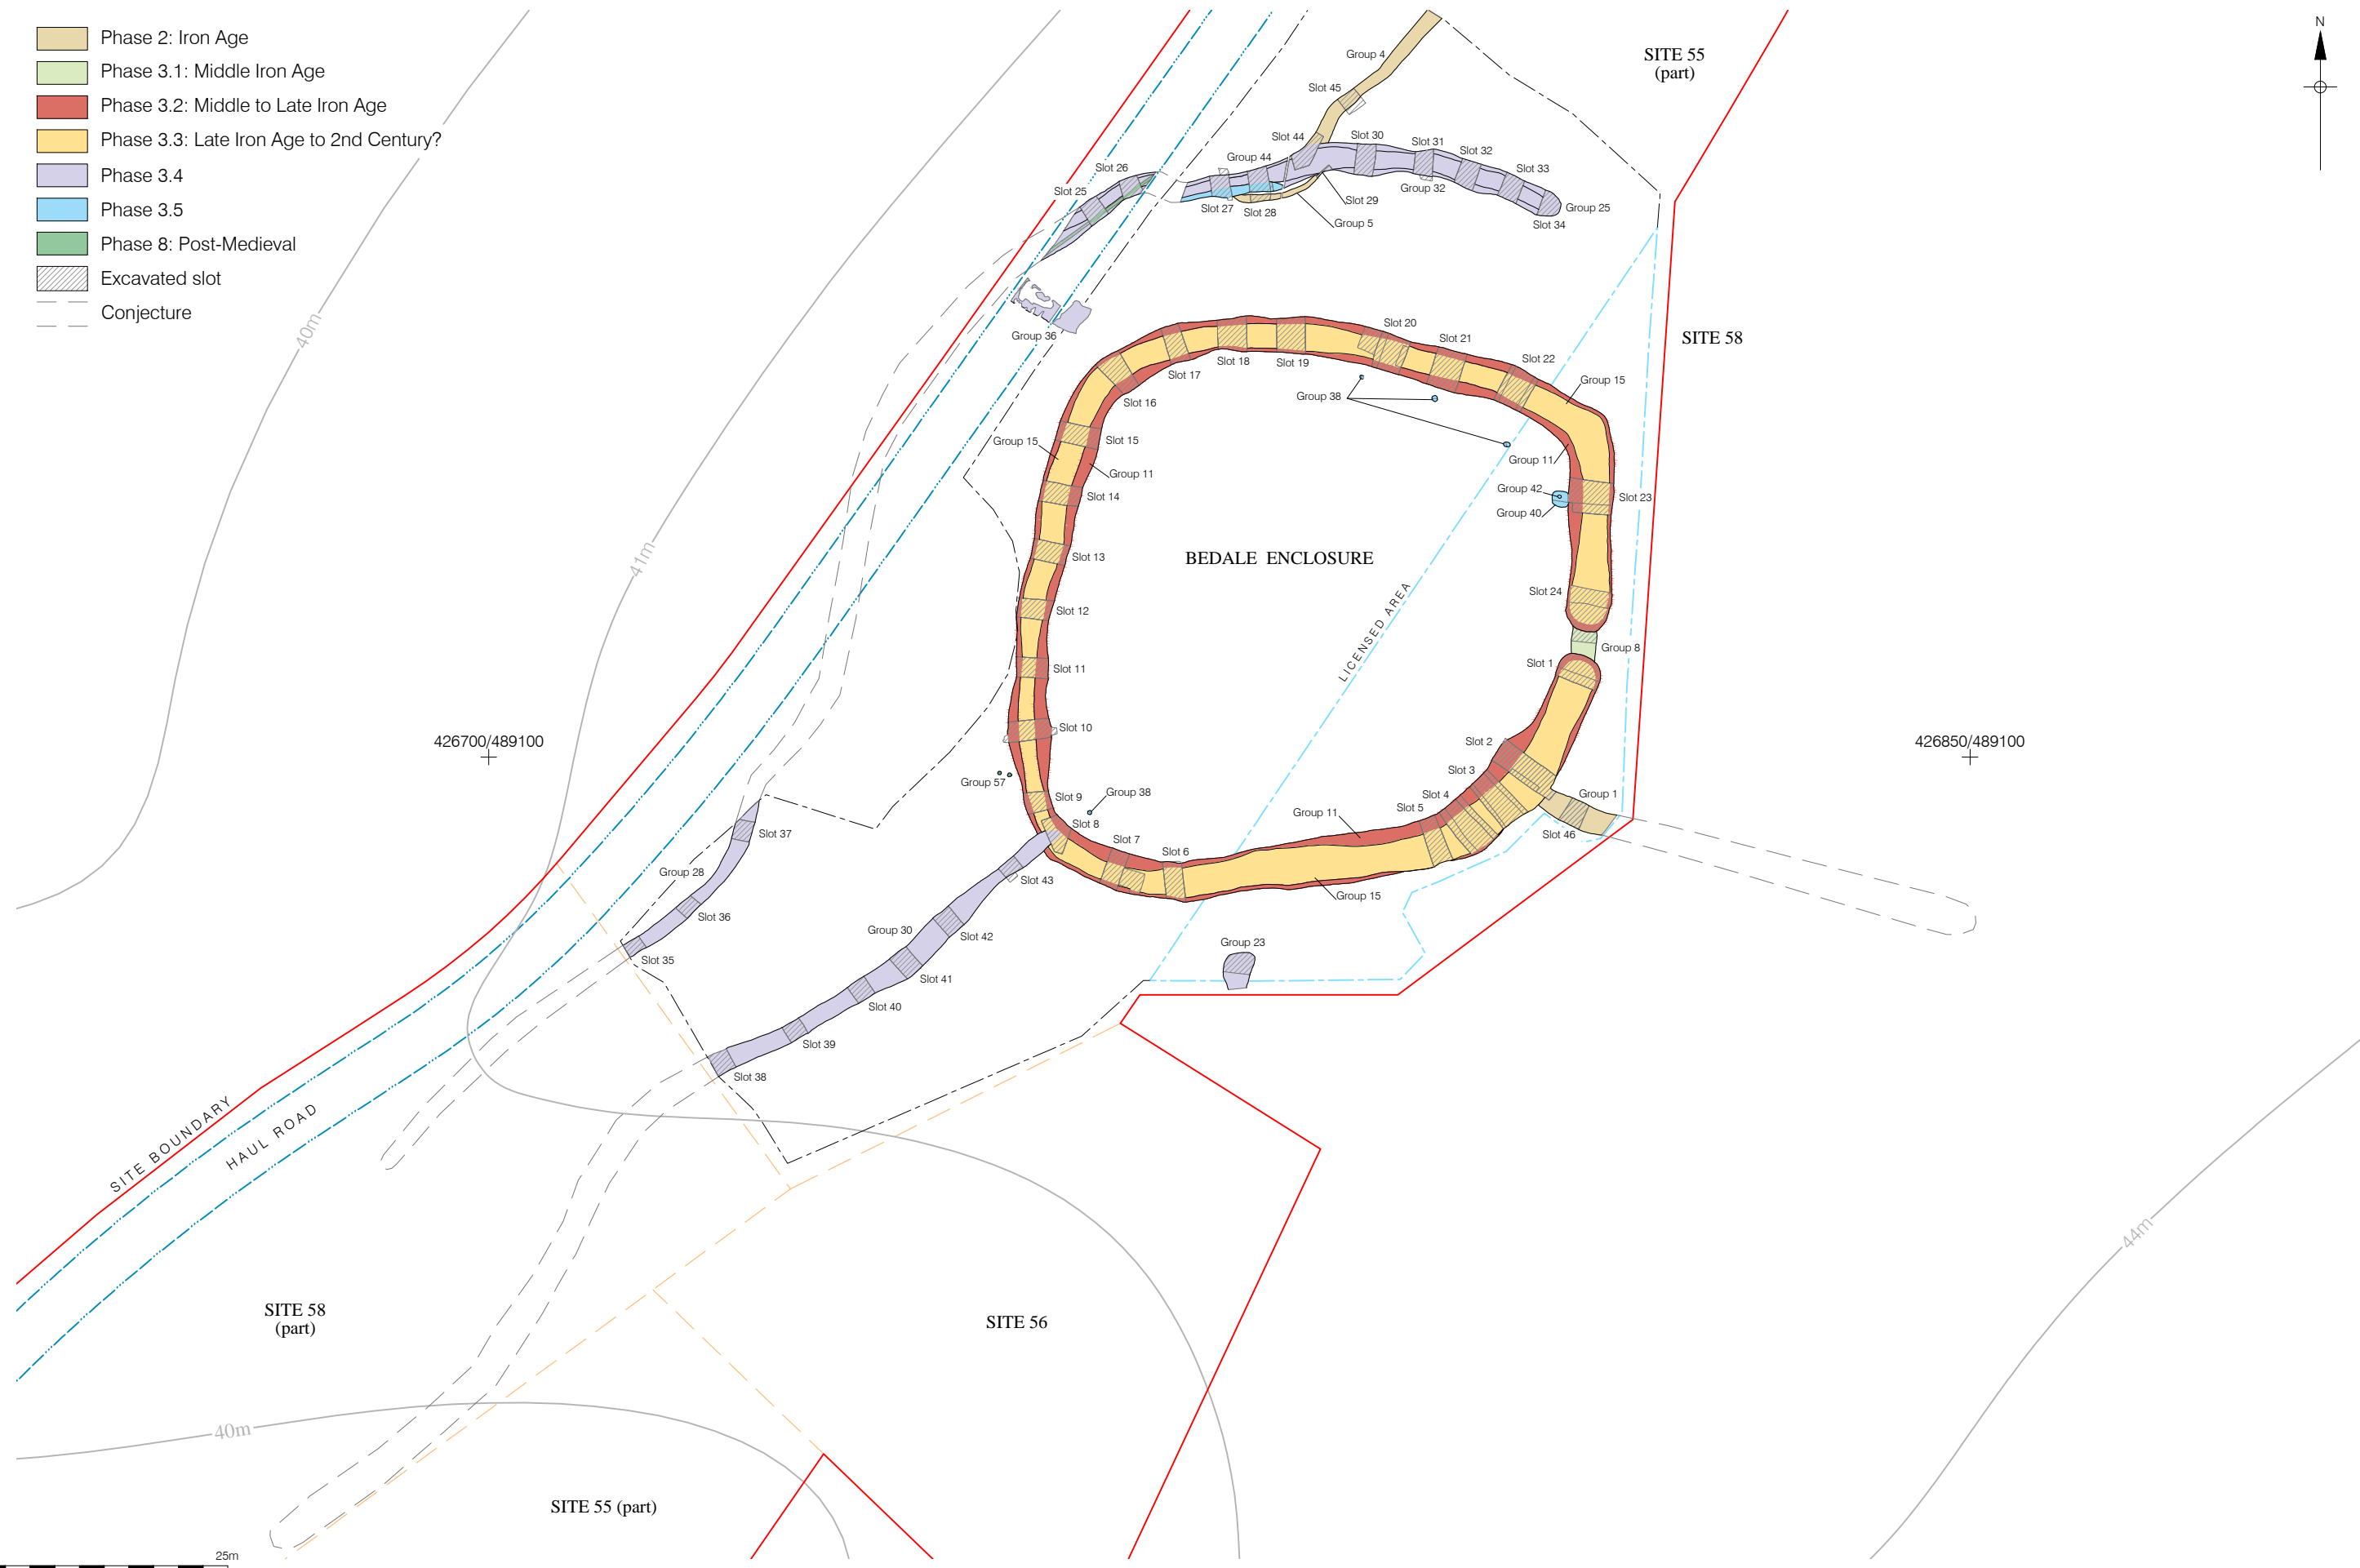 Phase 2: Iron Age
Phase 3.1: Middle Iron Age
Phase 3.2: Middle to Late Iron Age
Phase 3.3: Late Iron Age to 2nd Century?
Phase 3.4
Phase 3.5
Phase 8: Post-Medieval
Excavated slot
Conjecture
N
SITE 55
(part)
Group 4
Slot 45
Slot 44
Slot 30
Slot 31
Slot 32
Slot 33
Group 44
Group 32
Group 25
Slot 34
Slot 26
Slot 25
Slot 27
Slot 28
Slot 29
Group 5
Group 36
40m
41m
SITE 58
Slot 20
Slot 21
Slot 22
Group 15
Slot 17
Slot 18
Slot 19
Group 38
Slot 16
Group 15
Slot 15
Group 11
Group 11
Slot 14
Group 42
Group 40
Slot 23
Slot 13
BEDALE ENCLOSURE
Slot 12
Slot 24
LICENSED AREA
Slot 11
Group 8
Slot 1
Slot 10
426700/489100
Slot 2
426850/489100
Slot 3
Group 57
Slot 9
Group 38
Slot 4
Group 1
Slot 5
Group 11
Slot 8
Slot 46
Slot 37
Slot 7
Slot 6
Group 28
Slot 43
Group 15
Slot 36
Group 30
Slot 42
Group 23
Slot 35
Slot 41
Slot 40
Slot 39
Slot 38
SITE BOUNDARY
HAUL ROAD
44m
SITE 58
(part)
SITE 56
40m
SITE 55 (part)
25m